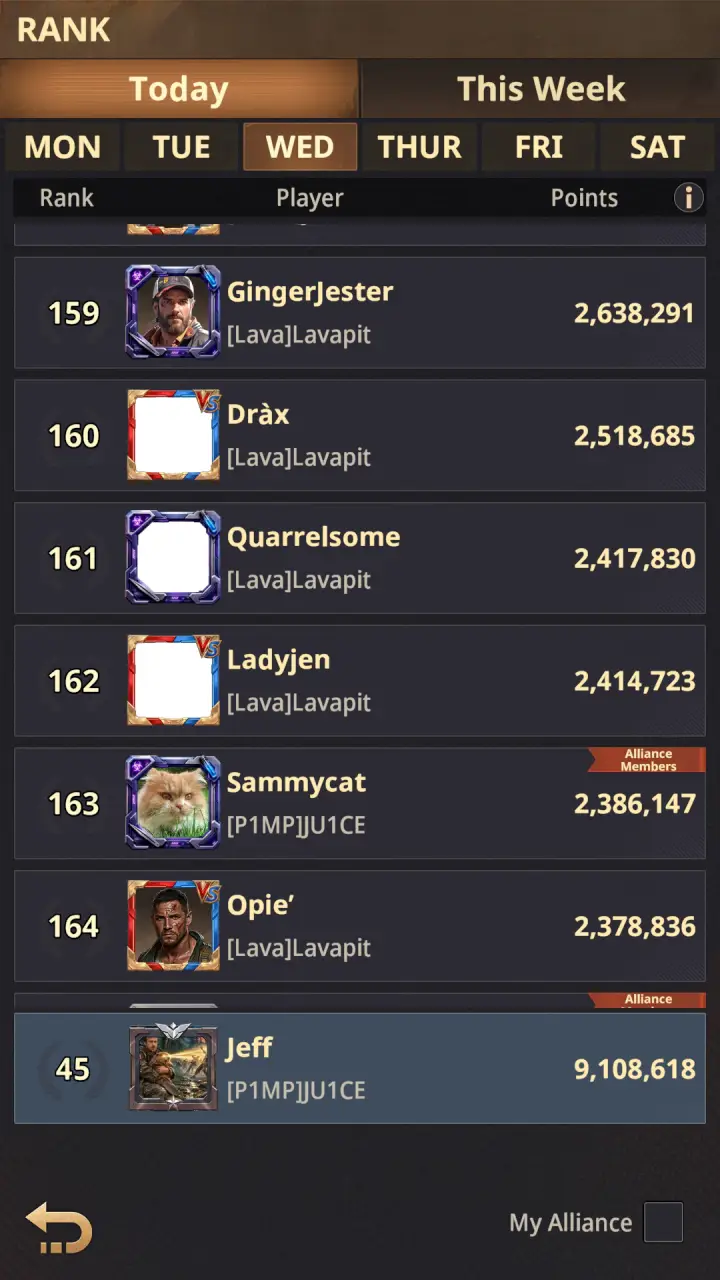 RANK
Today
This Week
MON
TUE
WED
THUR
FRI
SAT
Rank
Player
Points
159
GingerJester
[Lava]Lavapit
2,638,291
160
VS
Dràx
[Lava]Lavapit
2,518,685
161
Quarrelsome
[Lava]Lavapit
2,417,830
162
VS
Ladyjen
[Lava]Lavapit
2,414,723
Alliance
Members
163
Sammycat
[P1MP]JU1CE
2,386,147
164
VS
Opie’
[Lava]Lavapit
2,378,836
Alliance
45
Jeff
[P1MP]JU1CE
9,108,618
My Alliance